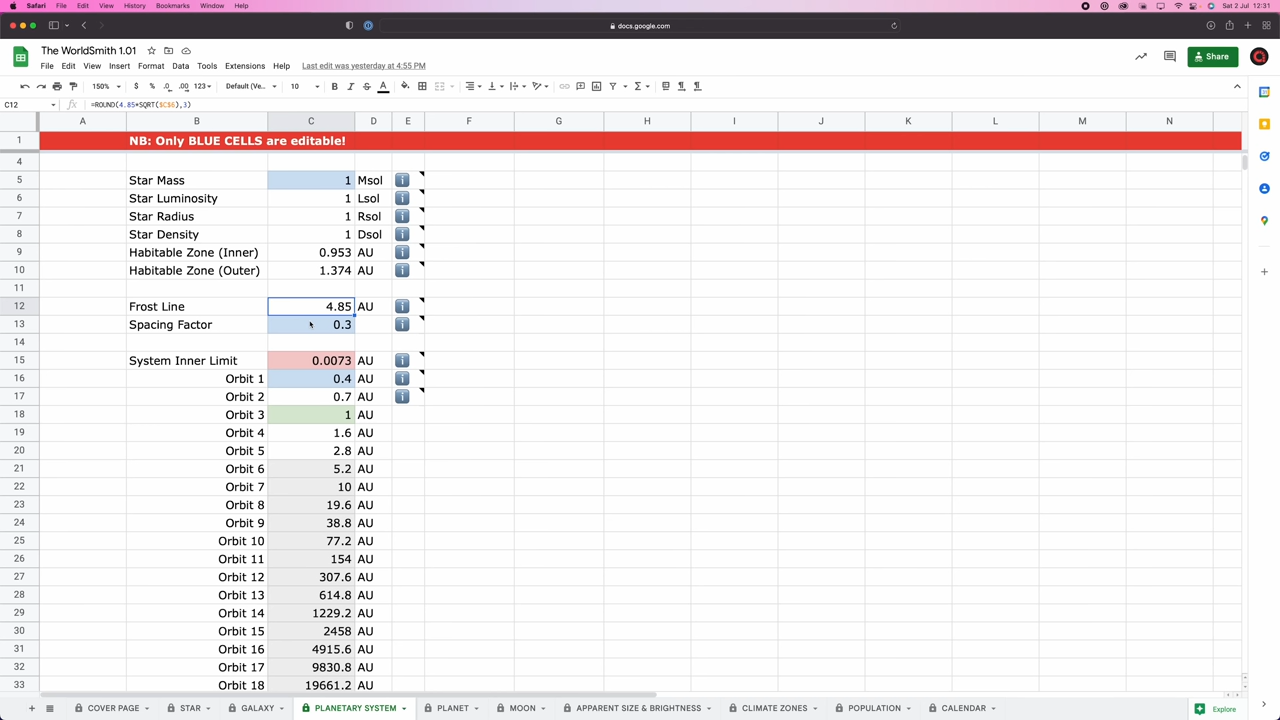 Safari File Edit View History Bookmarks Window Help Sat 2 Jul 12:31
docs.google.com
The WorldSmith 1.01
File Edit View Insert Format Data Tools Extensions Help Last edit was yesterday at 4:55 PM
Share
150% $ % .0 .00 123 Default (Ve... 10 B I S A
C12 fx =ROUND(4.85*SQRT($C$6),3)
A B C D E F G H I J K L M N
1 NB: Only BLUE CELLS are editable!
4
5 Star Mass 1 Msol i
6 Star Luminosity 1 Lsol i
7 Star Radius 1 Rsol i
8 Star Density 1 Dsol i
9 Habitable Zone (Inner) 0.953 AU i
10 Habitable Zone (Outer) 1.374 AU i
11
12 Frost Line 4.85 AU i
13 Spacing Factor 0.3 i
14
15 System Inner Limit 0.0073 AU i
16 Orbit 1 0.4 AU i
17 Orbit 2 0.7 AU i
18 Orbit 3 1 AU
19 Orbit 4 1.6 AU
20 Orbit 5 2.8 AU
21 Orbit 6 5.2 AU
22 Orbit 7 10 AU
23 Orbit 8 19.6 AU
24 Orbit 9 38.8 AU
25 Orbit 10 77.2 AU
26 Orbit 11 154 AU
27 Orbit 12 307.6 AU
28 Orbit 13 614.8 AU
29 Orbit 14 1229.2 AU
30 Orbit 15 2458 AU
31 Orbit 16 4915.6 AU
32 Orbit 17 9830.8 AU
33 Orbit 18 19661.2 AU
COVER PAGE STAR GALAXY PLANETARY SYSTEM PLANET MOON APPARENT SIZE & BRIGHTNESS CLIMATE ZONES POPULATION CALENDAR Explore